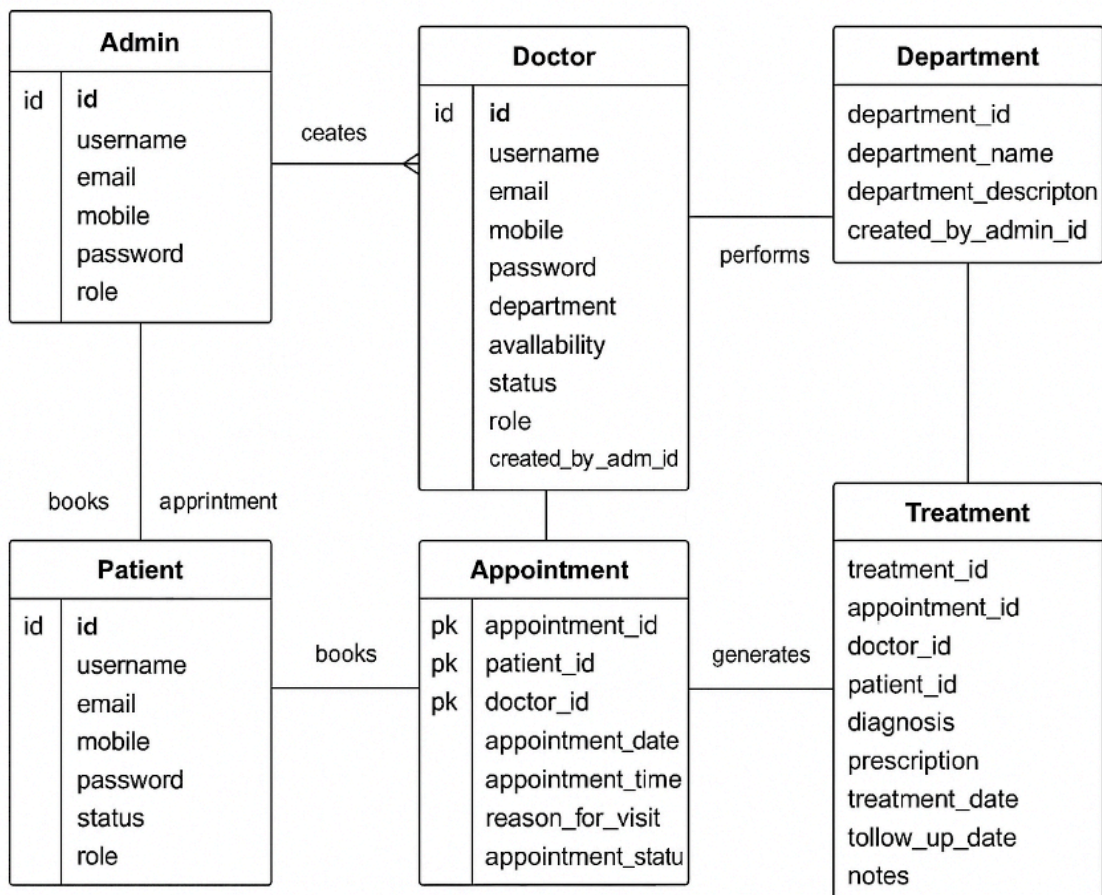 Admin
id id
username
email
mobile
password
role
ceates
Doctor
id id
username
email
mobile
password
department
avallability
status
role
created_by_adm_id
performs
Department
department_id
department_name
department_descripton
created_by_admin_id
books apprintment
Patient
id id
username
email
mobile
password
status
role
books
Appointment
pk appointment_id
pk patient_id
pk doctor_id
appointment_date
appointment_time
reason_for_visit
appointment_statu
generates
Treatment
treatment_id
appointment_id
doctor_id
patient_id
diagnosis
prescription
treatment_date
tollow_up_date
notes